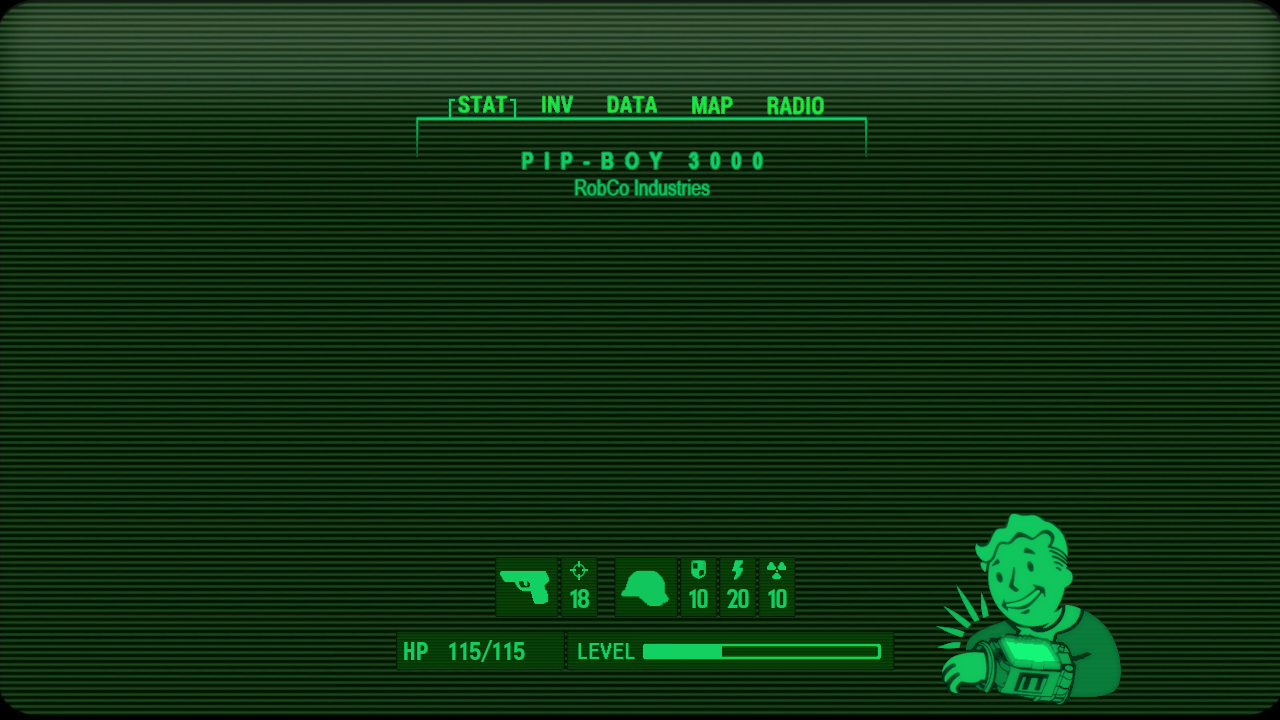 STAT INV DATA MAP RADIO
PIP-BOY 3000
RobCo Industries
18 10 20 10
HP 115/115 LEVEL